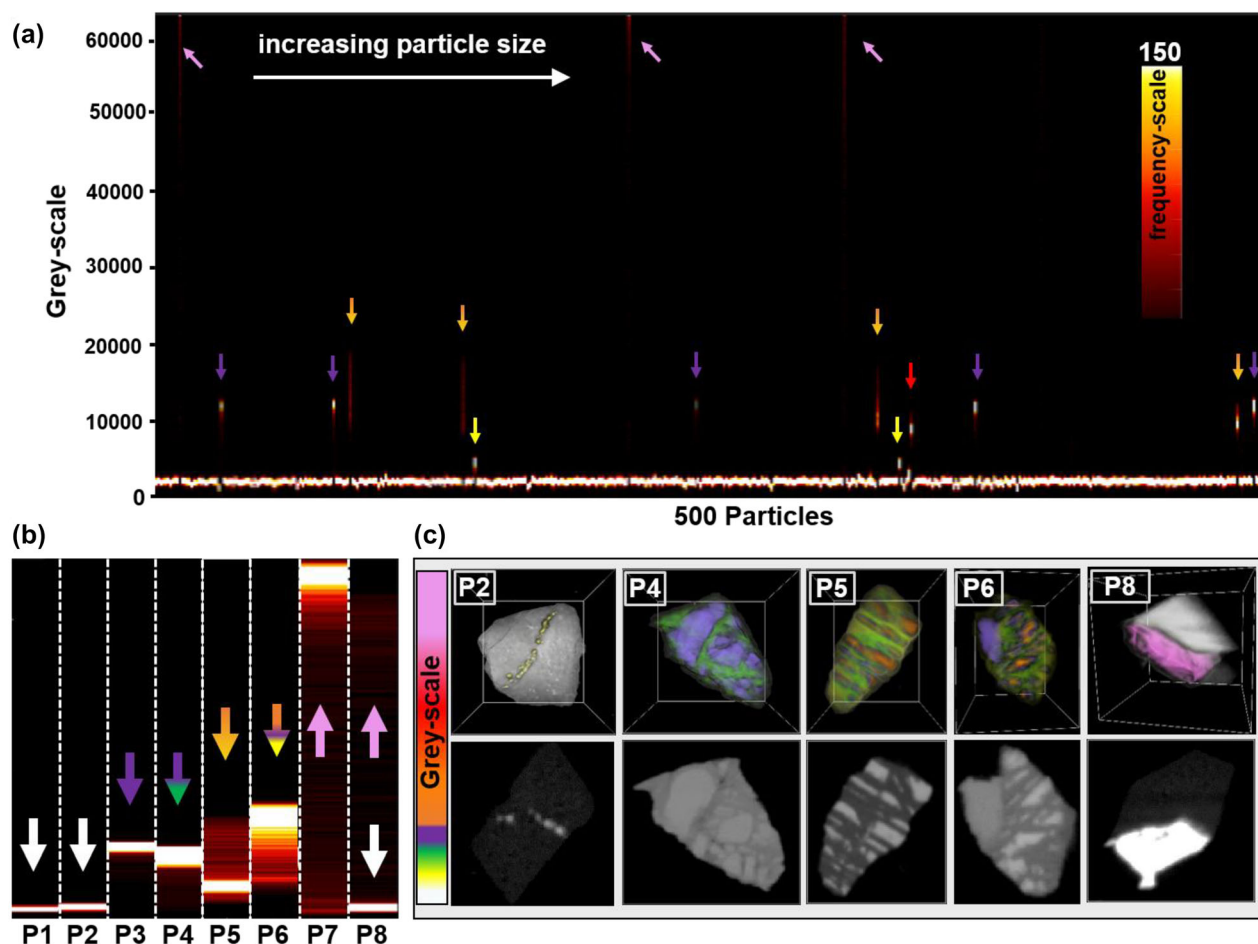 (a)
60000
50000
40000
30000
20000
10000
0
Grey-scale
increasing particle size
150
frequency-scale
500 Particles
(b)
P1 P2 P3 P4 P5 P6 P7 P8
(c)
Grey-scale
P2
P4
P5
P6
P8